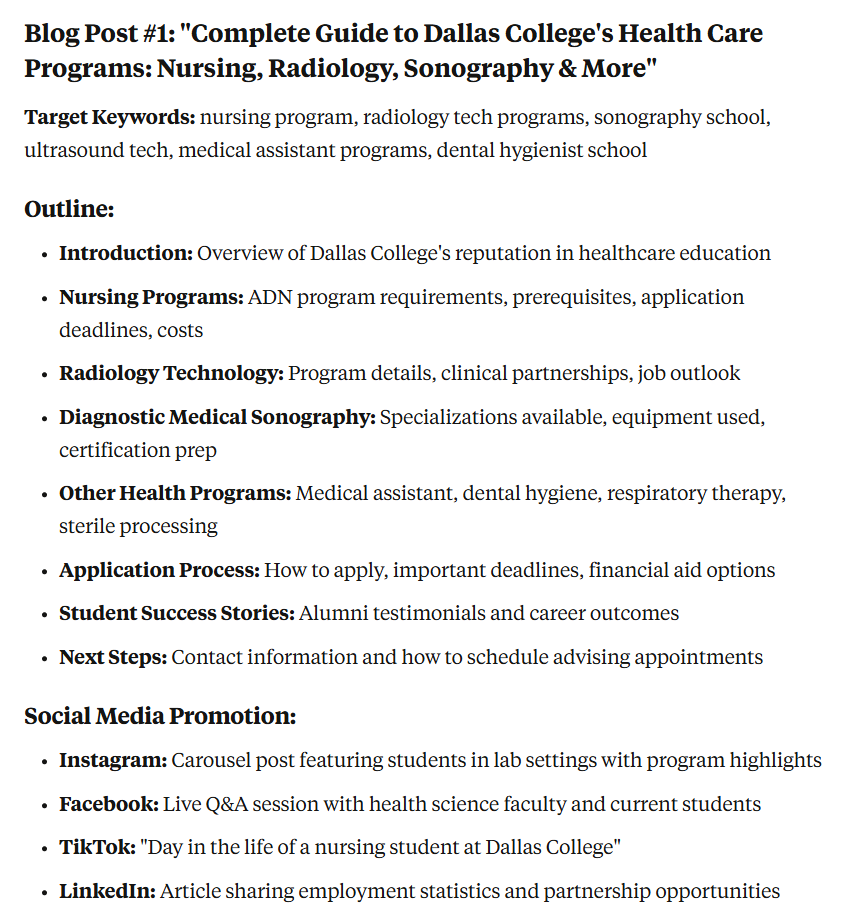 Blog Post #1: "Complete Guide to Dallas College's Health Care
Programs: Nursing, Radiology, Sonography & More"
Target Keywords: nursing program, radiology tech programs, sonography school,
ultrasound tech, medical assistant programs, dental hygienist school
Outline:
• Introduction: Overview of Dallas College's reputation in healthcare education
• Nursing Programs: ADN program requirements, prerequisites, application
deadlines, costs
• Radiology Technology: Program details, clinical partnerships, job outlook
• Diagnostic Medical Sonography: Specializations available, equipment used,
certification prep
• Other Health Programs: Medical assistant, dental hygiene, respiratory therapy,
sterile processing
• Application Process: How to apply, important deadlines, financial aid options
• Student Success Stories: Alumni testimonials and career outcomes
• Next Steps: Contact information and how to schedule advising appointments
Social Media Promotion:
• Instagram: Carousel post featuring students in lab settings with program highlights
• Facebook: Live Q&A session with health science faculty and current students
• TikTok: "Day in the life of a nursing student at Dallas College"
• LinkedIn: Article sharing employment statistics and partnership opportunities